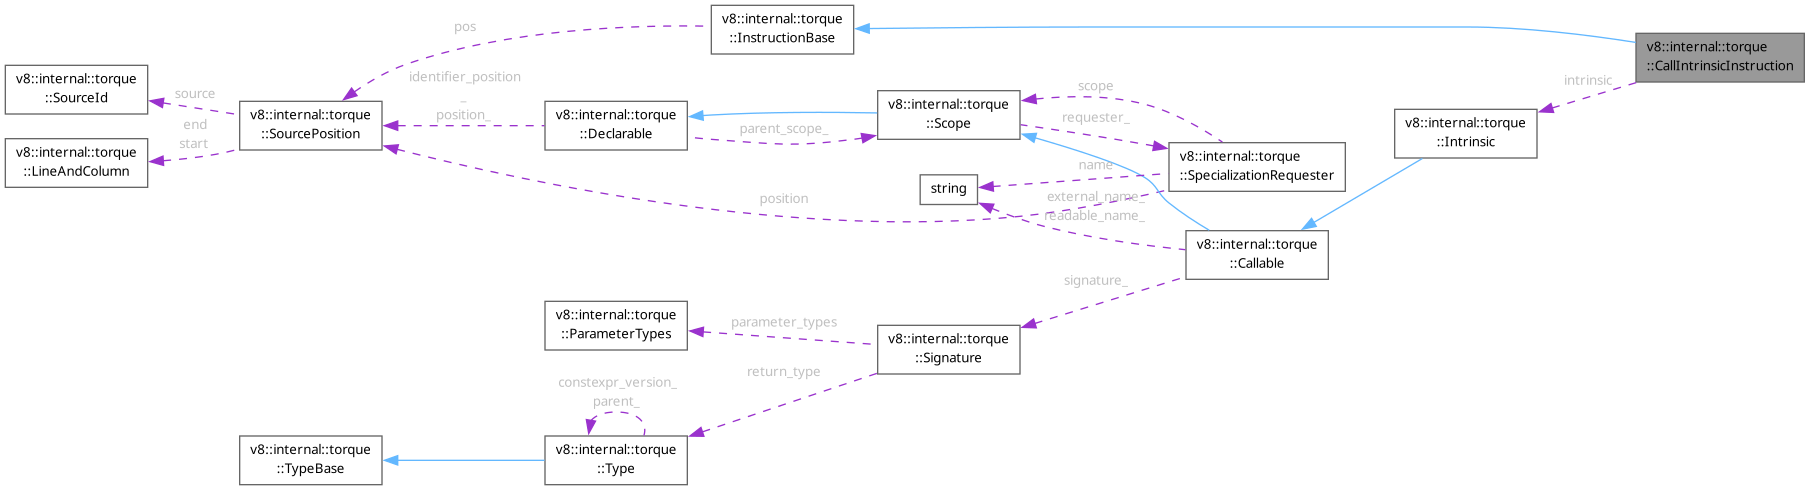 v8::internal::torque
::InstructionBase
pos
v8::internal::torque
::CallIntrinsicInstruction
intrinsic
v8::internal::torque
::SourceId
source
end
start
v8::internal::torque
::LineAndColumn
v8::internal::torque
::SourcePosition
identifier_position
_
position_
v8::internal::torque
::Declarable
parent_scope_
v8::internal::torque
::Scope
scope
requester_
v8::internal::torque
::SpecializationRequester
v8::internal::torque
::Intrinsic
name
string
position
external_name_
readable_name_
v8::internal::torque
::Callable
signature_
v8::internal::torque
::ParameterTypes
parameter_types
v8::internal::torque
::Signature
return_type
constexpr_version_
parent_
v8::internal::torque
::TypeBase
v8::internal::torque
::Type